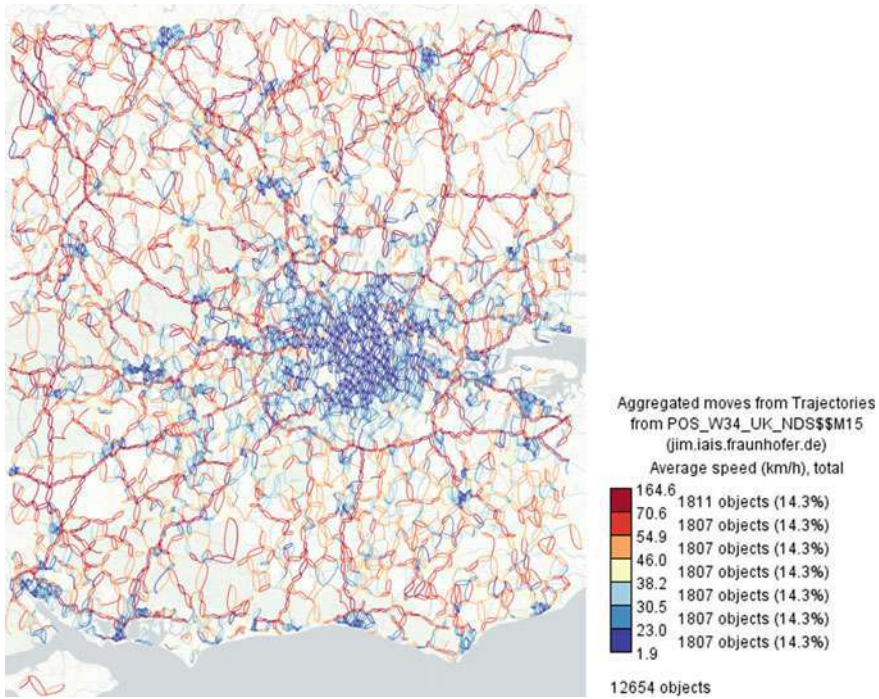 Aggregated moves from Trajectories
from POS_W34_UK_NDS$$M15
(jim.iais.fraunhofer.de)
Average speed (km/h), total
164.6
1811 objects (14.3%)
70.6
1807 objects (14.3%)
54.9
1807 objects (14.3%)
46.0
1807 objects (14.3%)
38.2
1807 objects (14.3%)
30.5
1807 objects (14.3%)
23.0
1807 objects (14.3%)
1.9
12654 objects